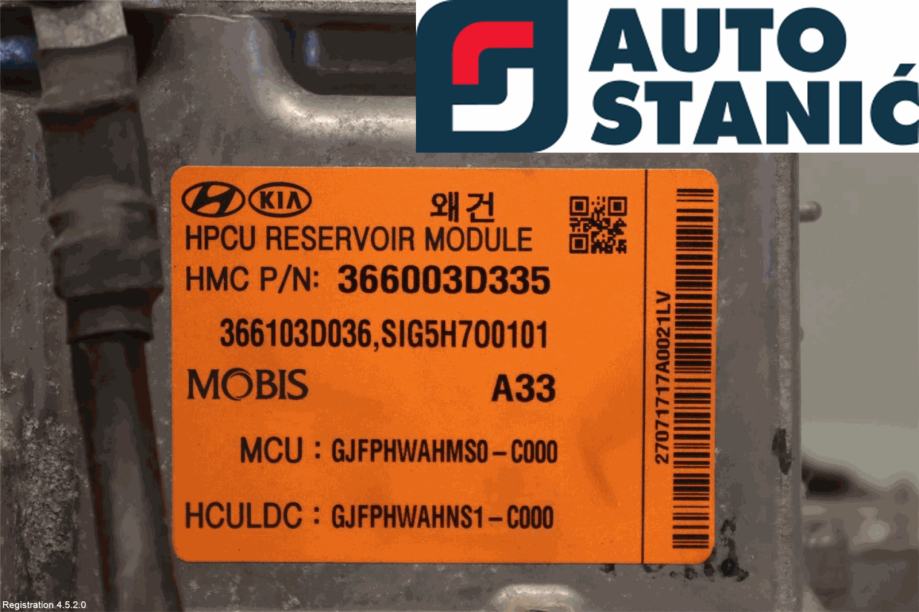 AUTO
STANIĆ
KIA
왜건
HPCU RESERVOIR MODULE
HMC P/N: 366003D335
366103D036,SIG5H700101
MOBIS A33
MCU : GJFPHWAHMS0-C000
HCULDC : GJFPHWAHNS1-C000
27071717A0021LV
Registration 4.5.2.0